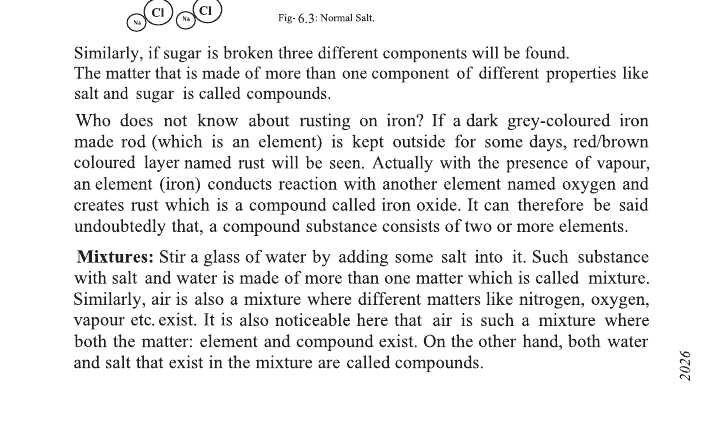 Cl Cl
Na Na
Fig- 6.3: Normal Salt.
Similarly, if sugar is broken three different components will be found.
The matter that is made of more than one component of different properties like
salt and sugar is called compounds.
Who does not know about rusting on iron? If a dark grey-coloured iron
made rod (which is an element) is kept outside for some days, red/brown
coloured layer named rust will be seen. Actually with the presence of vapour,
an element (iron) conducts reaction with another element named oxygen and
creates rust which is a compound called iron oxide. It can therefore be said
undoubtedly that, a compound substance consists of two or more elements.
Mixtures: Stir a glass of water by adding some salt into it. Such substance
with salt and water is made of more than one matter which is called mixture.
Similarly, air is also a mixture where different matters like nitrogen, oxygen,
vapour etc. exist. It is also noticeable here that air is such a mixture where
both the matter: element and compound exist. On the other hand, both water
and salt that exist in the mixture are called compounds.
2026